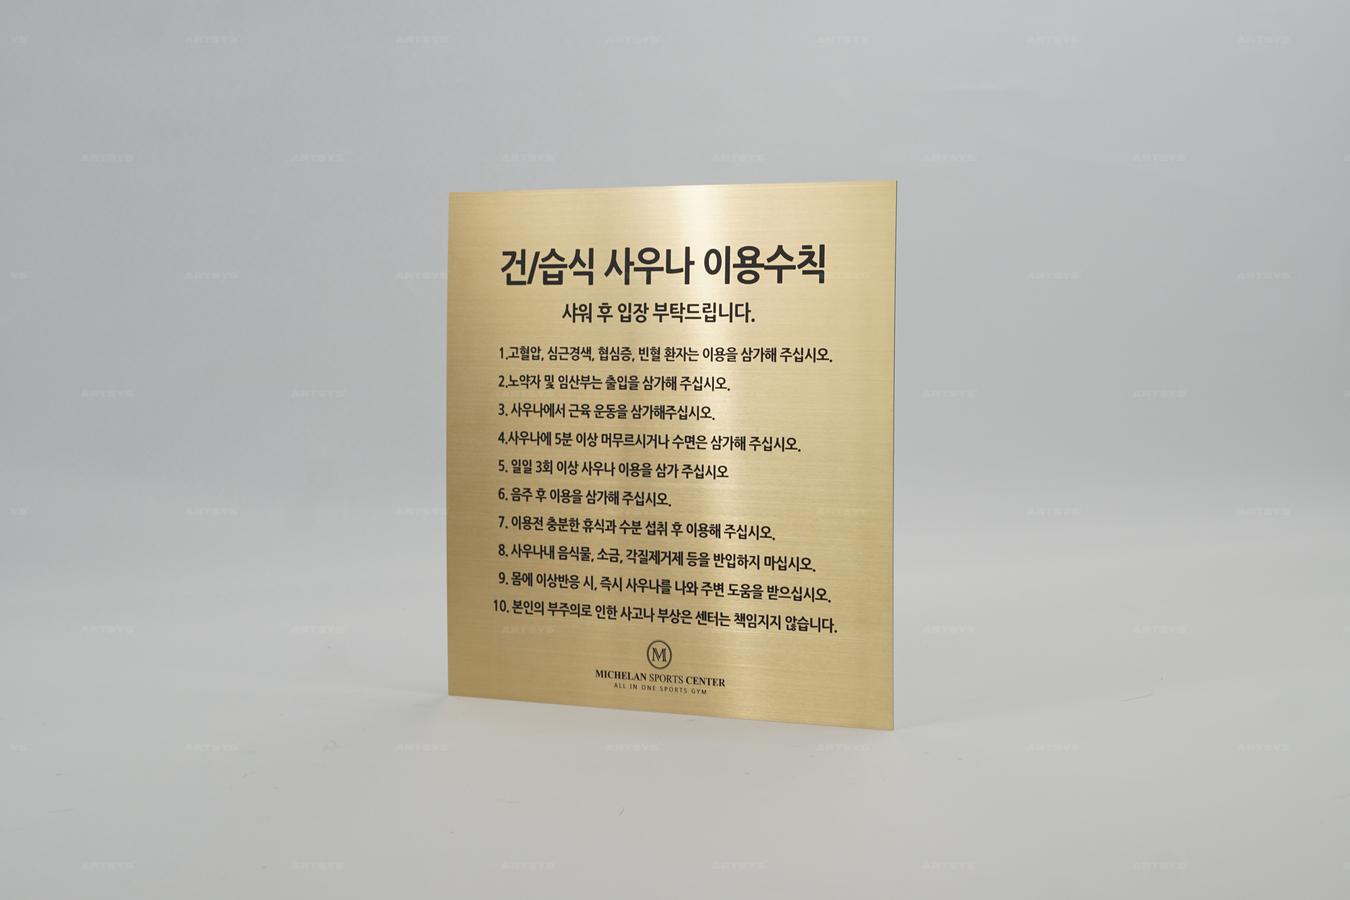 건/습식 사우나 이용수칙
샤워 후 입장 부탁드립니다.
1.고혈압, 심근경색, 협심증, 빈혈 환자는 이용을 삼가해 주십시오.
2.노약자 및 임산부는 출입을 삼가해 주십시오.
3. 사우나에서 근육 운동을 삼가해주십시오.
4.사우나에 5분 이상 머무르시거나 수면은 삼가해 주십시오.
5. 일일 3회 이상 사우나 이용을 삼가 주십시오
6. 음주 후 이용을 삼가해 주십시오.
7. 이용전 충분한 휴식과 수분 섭취 후 이용해 주십시오.
8. 사우나내 음식물, 소금, 각질제거제 등을 반입하지 마십시오.
9. 몸에 이상반응 시, 즉시 사우나를 나와 주변 도움을 받으십시오.
10. 본인의 부주의로 인한 사고나 부상은 센터는 책임지지 않습니다.
M
MICHELAN SPORTS CENTER
ALL IN ONE SPORTS GYM
ARTSYS